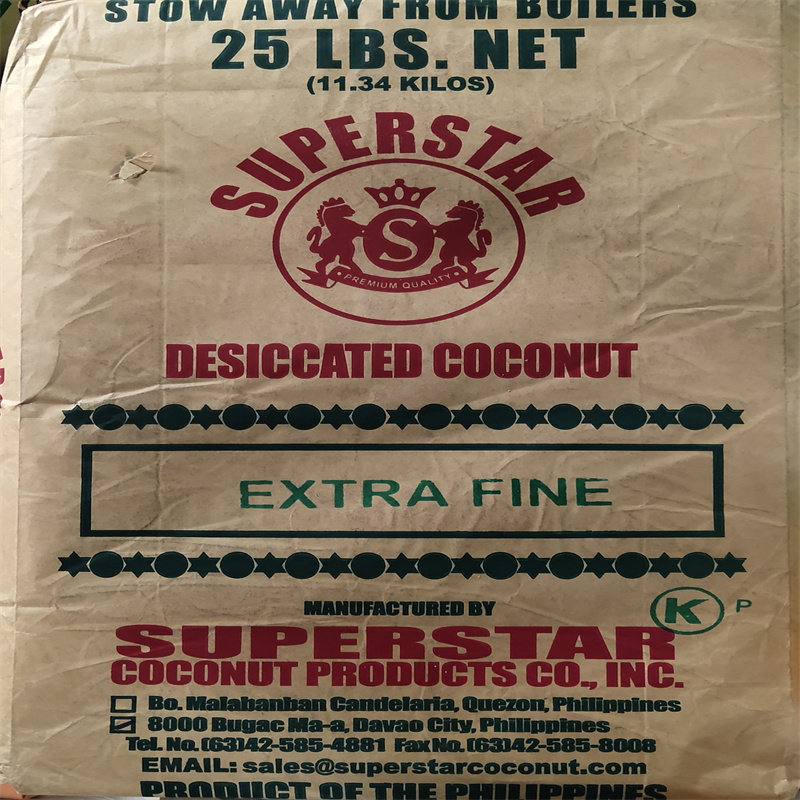 STOW AWAY FROM BOILERS
25 LBS. NET
(11.34 KILOS)
SUPERSTAR
S
PREMIUM QUALITY
DESICCATED COCONUT
EXTRA FINE
MANUFACTURED BY
K P
SUPERSTAR
COCONUT PRODUCTS CO., INC.
Bo. Malabanban Candelaria, Quezon, Philippines
8000 Bugac Ma-a, Davao City, Philippines
Tel. No. (63)42-585-4881 Fax No. (63)42-585-8008
EMAIL: sales@superstarcoconut.com
PRODUCT OF THE PHILIPPINES